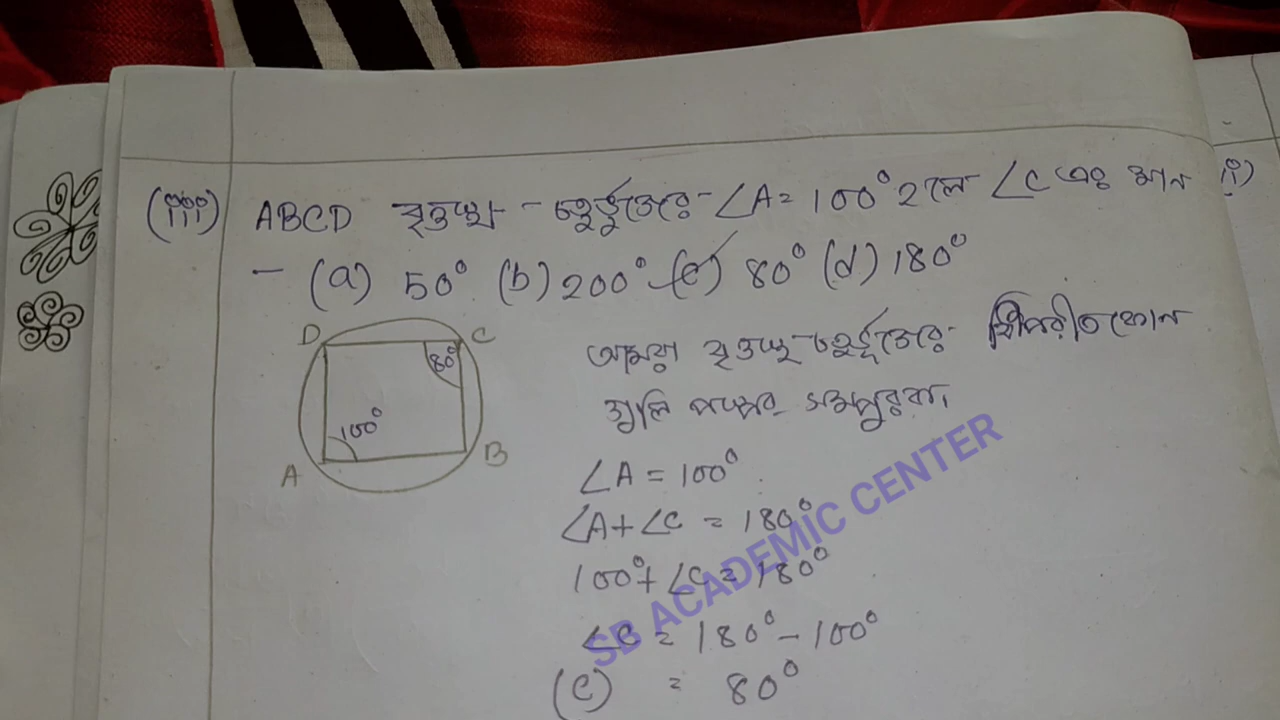 (iii) ABCD বৃত্তস্থ চতুর্ভুজের ∠A = 100° হলে ∠C এর মান
- (a) 50° (b) 200° (c) 80° (d) 180°
D C
80°
100°
A B
আমরা বৃত্তস্থ চতুর্ভুজের বিপরীত কোন
গুলি পরস্পর সম্পুরক।
∠A = 100°
∠A + ∠C = 180°
100° + ∠C = 180°
∠C = 180° - 100°
(c) = 80°
SB ACADEMIC CENTER